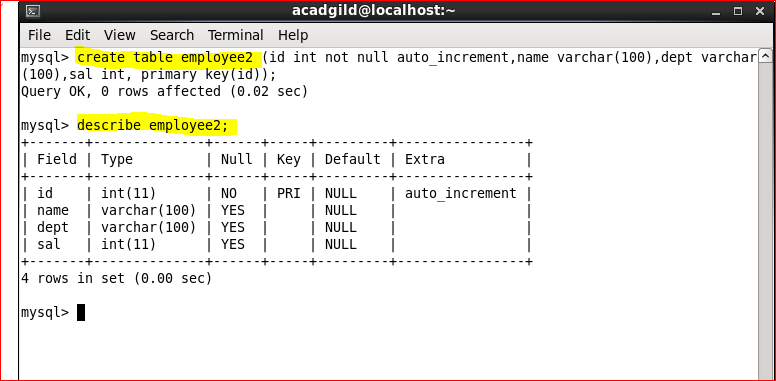 acadgild@localhost:~
File Edit View Search Terminal Help
mysql> create table employee2 (id int not null auto_increment,name varchar(100),dept varchar
(100),sal int, primary key(id));
Query OK, 0 rows affected (0.02 sec)
mysql> describe employee2;
+-------+--------------+------+-----+---------+----------------+
| Field | Type         | Null | Key | Default | Extra          |
+-------+--------------+------+-----+---------+----------------+
| id    | int(11)      | NO   | PRI | NULL    | auto_increment |
| name  | varchar(100) | YES  |     | NULL    |                |
| dept  | varchar(100) | YES  |     | NULL    |                |
| sal   | int(11)      | YES  |     | NULL    |                |
+-------+--------------+------+-----+---------+----------------+
4 rows in set (0.00 sec)
mysql>